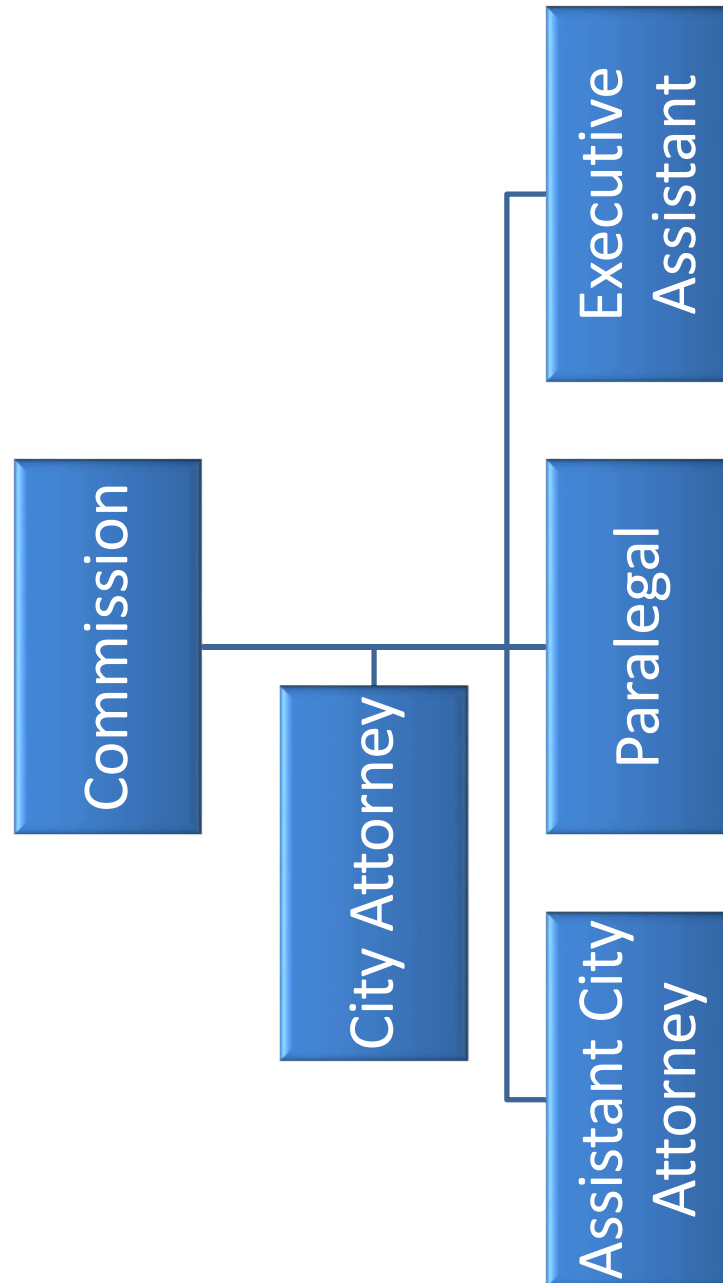 Commission
City Attorney
Assistant City
Attorney
Paralegal
Executive
Assistant